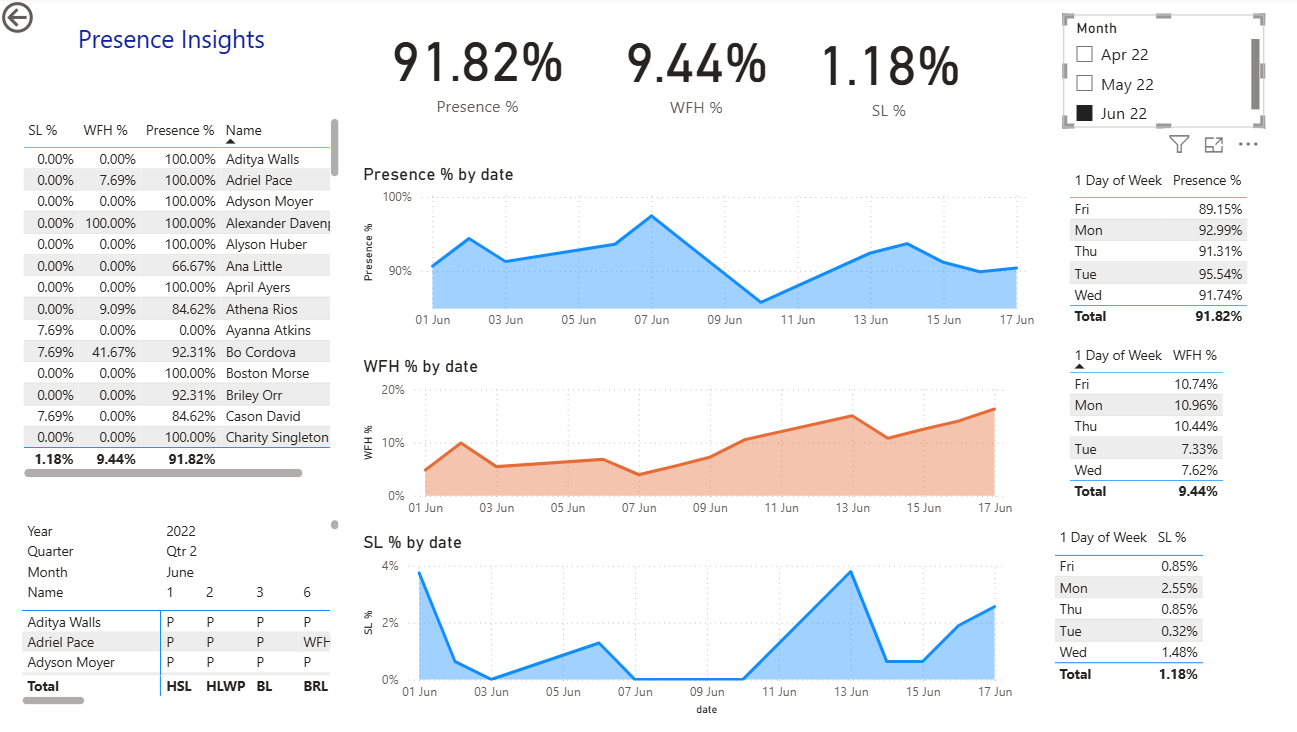 Presence Insights
91.82%
Presence %
9.44%
WFH %
1.18%
SL %
Month
Apr 22
May 22
Jun 22
SL % WFH % Presence % Name
0.00% 0.00% 100.00% Aditya Walls
0.00% 7.69% 100.00% Adriel Pace
0.00% 0.00% 100.00% Adyson Moyer
0.00% 100.00% 100.00% Alexander Davenp
0.00% 0.00% 100.00% Alyson Huber
0.00% 0.00% 66.67% Ana Little
0.00% 0.00% 100.00% April Ayers
0.00% 9.09% 84.62% Athena Rios
7.69% 0.00% 0.00% Ayanna Atkins
7.69% 41.67% 92.31% Bo Cordova
0.00% 0.00% 100.00% Boston Morse
0.00% 0.00% 92.31% Briley Orr
7.69% 0.00% 84.62% Cason David
0.00% 0.00% 100.00% Charity Singleton
1.18% 9.44% 91.82%
Year 2022
Quarter Qtr 2
Month June
Name 1 2 3 6
Aditya Walls P P P P
Adriel Pace P P P WFH
Adyson Moyer P P P P
Total HSL HLWP BL BRL
Presence % by date
Presence %
100%
90%
01 Jun 03 Jun 05 Jun 07 Jun 09 Jun 11 Jun 13 Jun 15 Jun 17 Jun
WFH % by date
WFH %
20%
10%
0%
01 Jun 03 Jun 05 Jun 07 Jun 09 Jun 11 Jun 13 Jun 15 Jun 17 Jun
SL % by date
SL %
4%
2%
0%
01 Jun 03 Jun 05 Jun 07 Jun 09 Jun 11 Jun 13 Jun 15 Jun 17 Jun
date
1 Day of Week Presence %
Fri 89.15%
Mon 92.99%
Thu 91.31%
Tue 95.54%
Wed 91.74%
Total 91.82%
1 Day of Week WFH %
Fri 10.74%
Mon 10.96%
Thu 10.44%
Tue 7.33%
Wed 7.62%
Total 9.44%
1 Day of Week SL %
Fri 0.85%
Mon 2.55%
Thu 0.85%
Tue 0.32%
Wed 1.48%
Total 1.18%